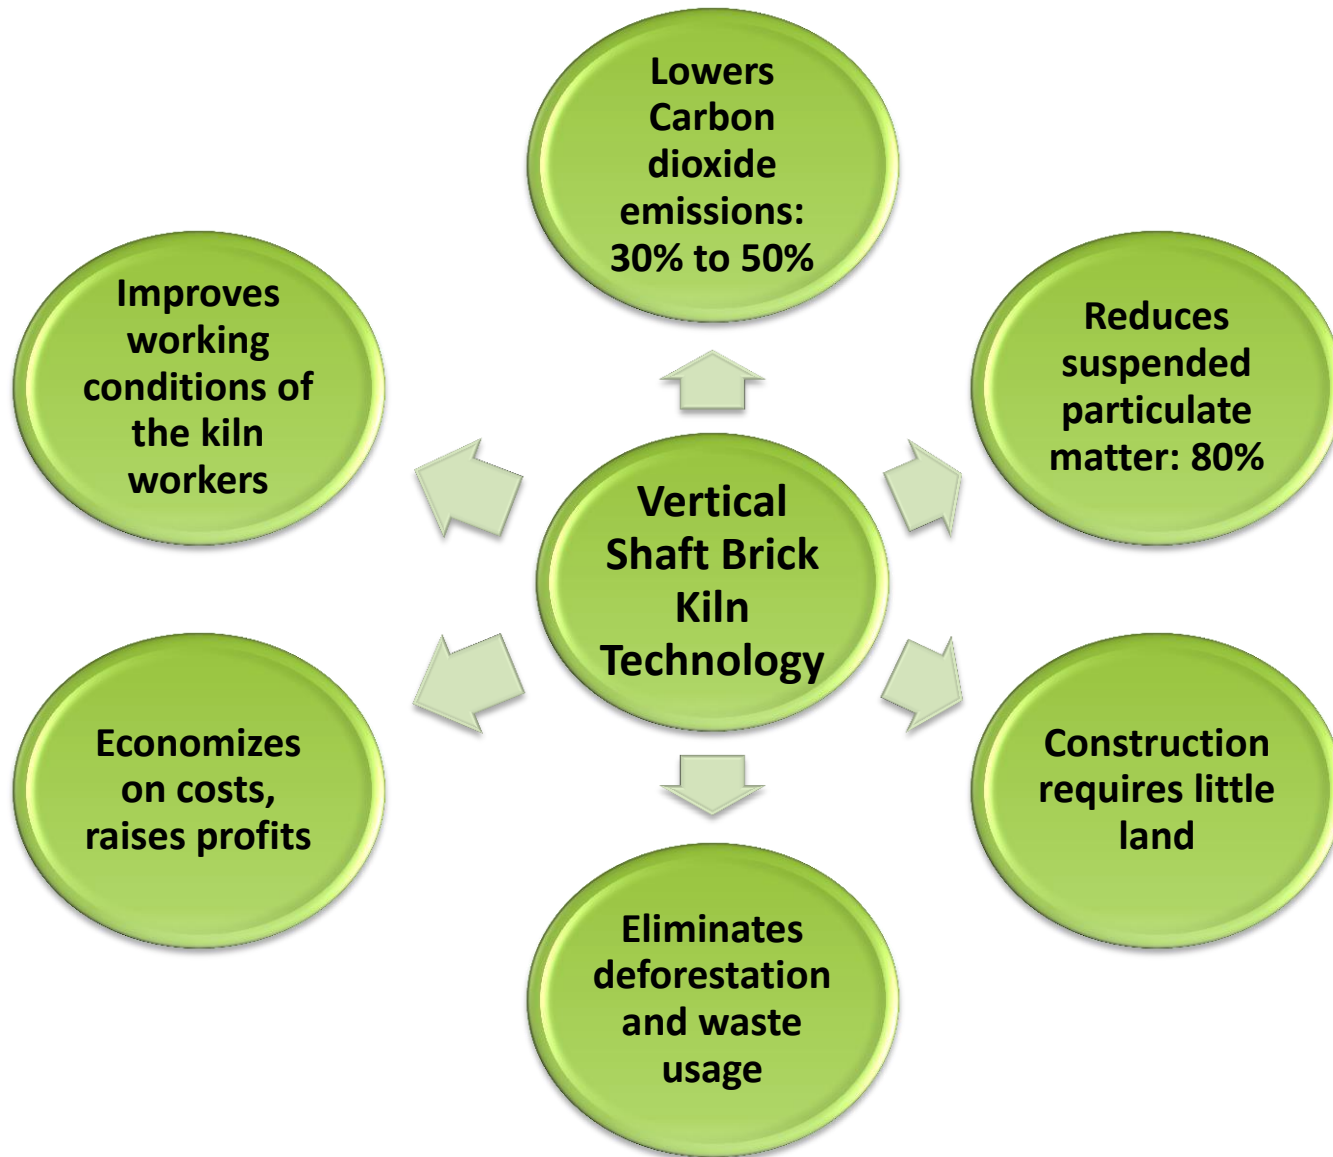 Lowers
Carbon
dioxide
emissions:
30% to 50%
Reduces
suspended
particulate
matter: 80%
Construction
requires little
land
Eliminates
deforestation
and waste
usage
Economizes
on costs,
raises profits
Improves
working
conditions of
the kiln
workers
Vertical
Shaft Brick
Kiln
Technology